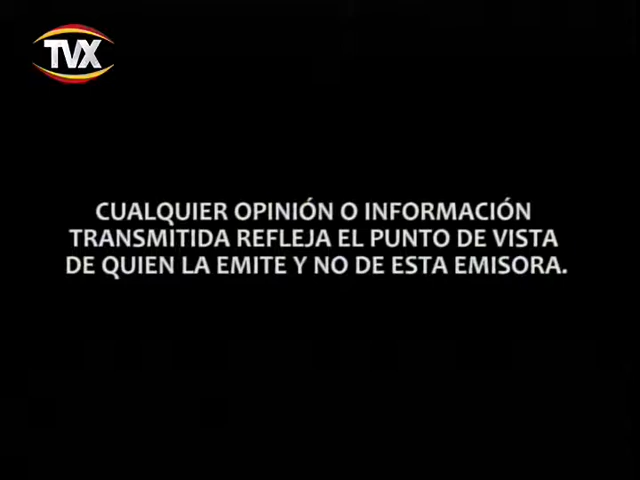 TVX
CUALQUIER OPINIÓN O INFORMACIÓN
TRANSMITIDA REFLEJA EL PUNTO DE VISTA
DE QUIEN LA EMITE Y NO DE ESTA EMISORA.